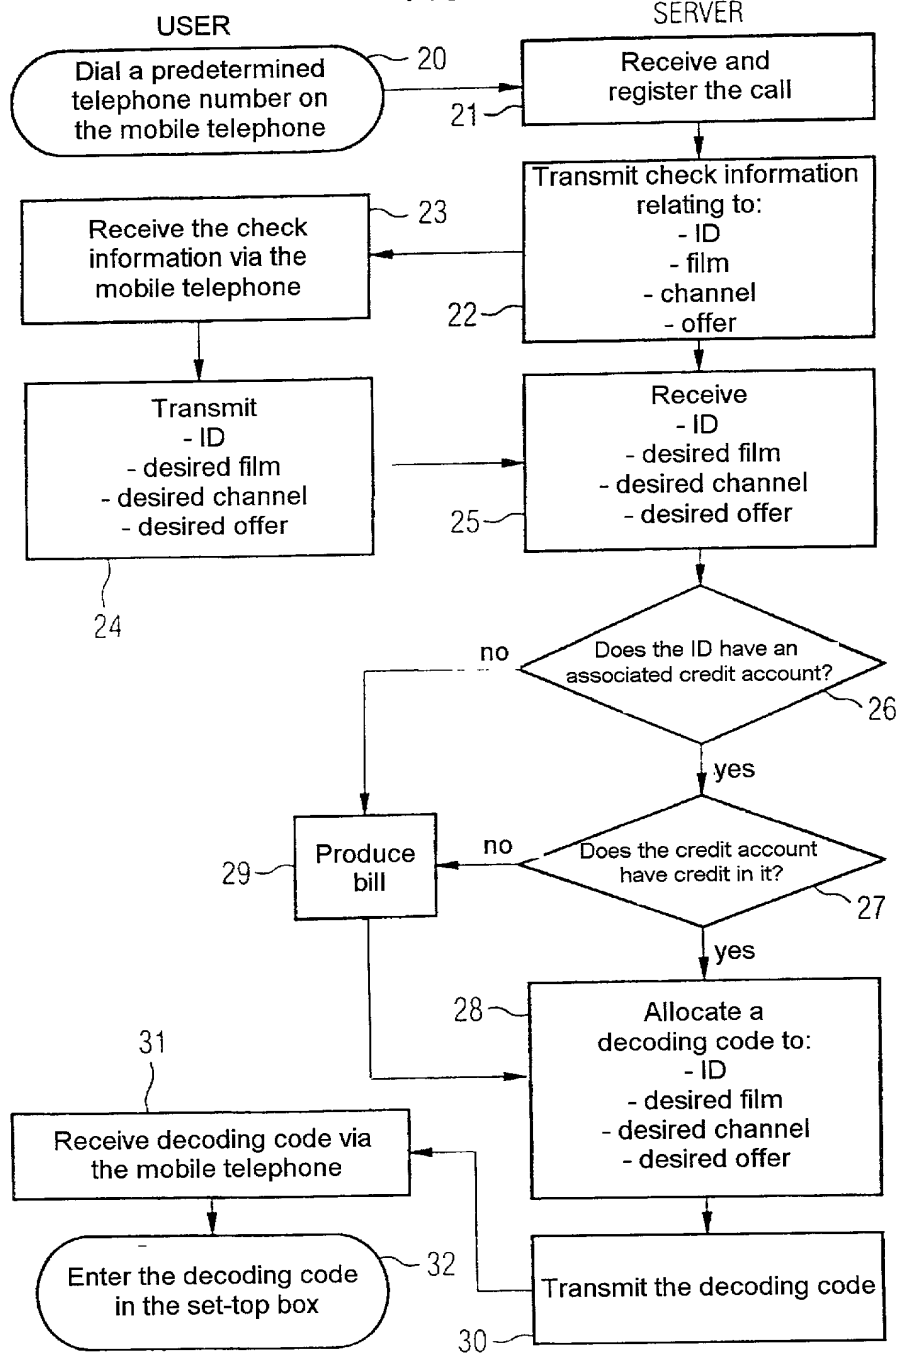 USER
SERVER
Dial a predetermined
telephone number on
the mobile telephone
20
Receive and
register the call
21
Transmit check information
relating to:
- ID
- film
- channel
- offer
22
Receive the check
information via the
mobile telephone
23
Transmit
- ID
- desired film
- desired channel
- desired offer
24
Receive
- ID
- desired film
- desired channel
- desired offer
25
Does the ID have an
associated credit account?
26
no
yes
Does the credit account
have credit in it?
27
no
yes
Produce
bill
29
28
Allocate a
decoding code to:
- ID
- desired film
- desired channel
- desired offer
31
Receive decoding code via
the mobile telephone
Transmit the decoding code
30
Enter the decoding code
in the set-top box
32